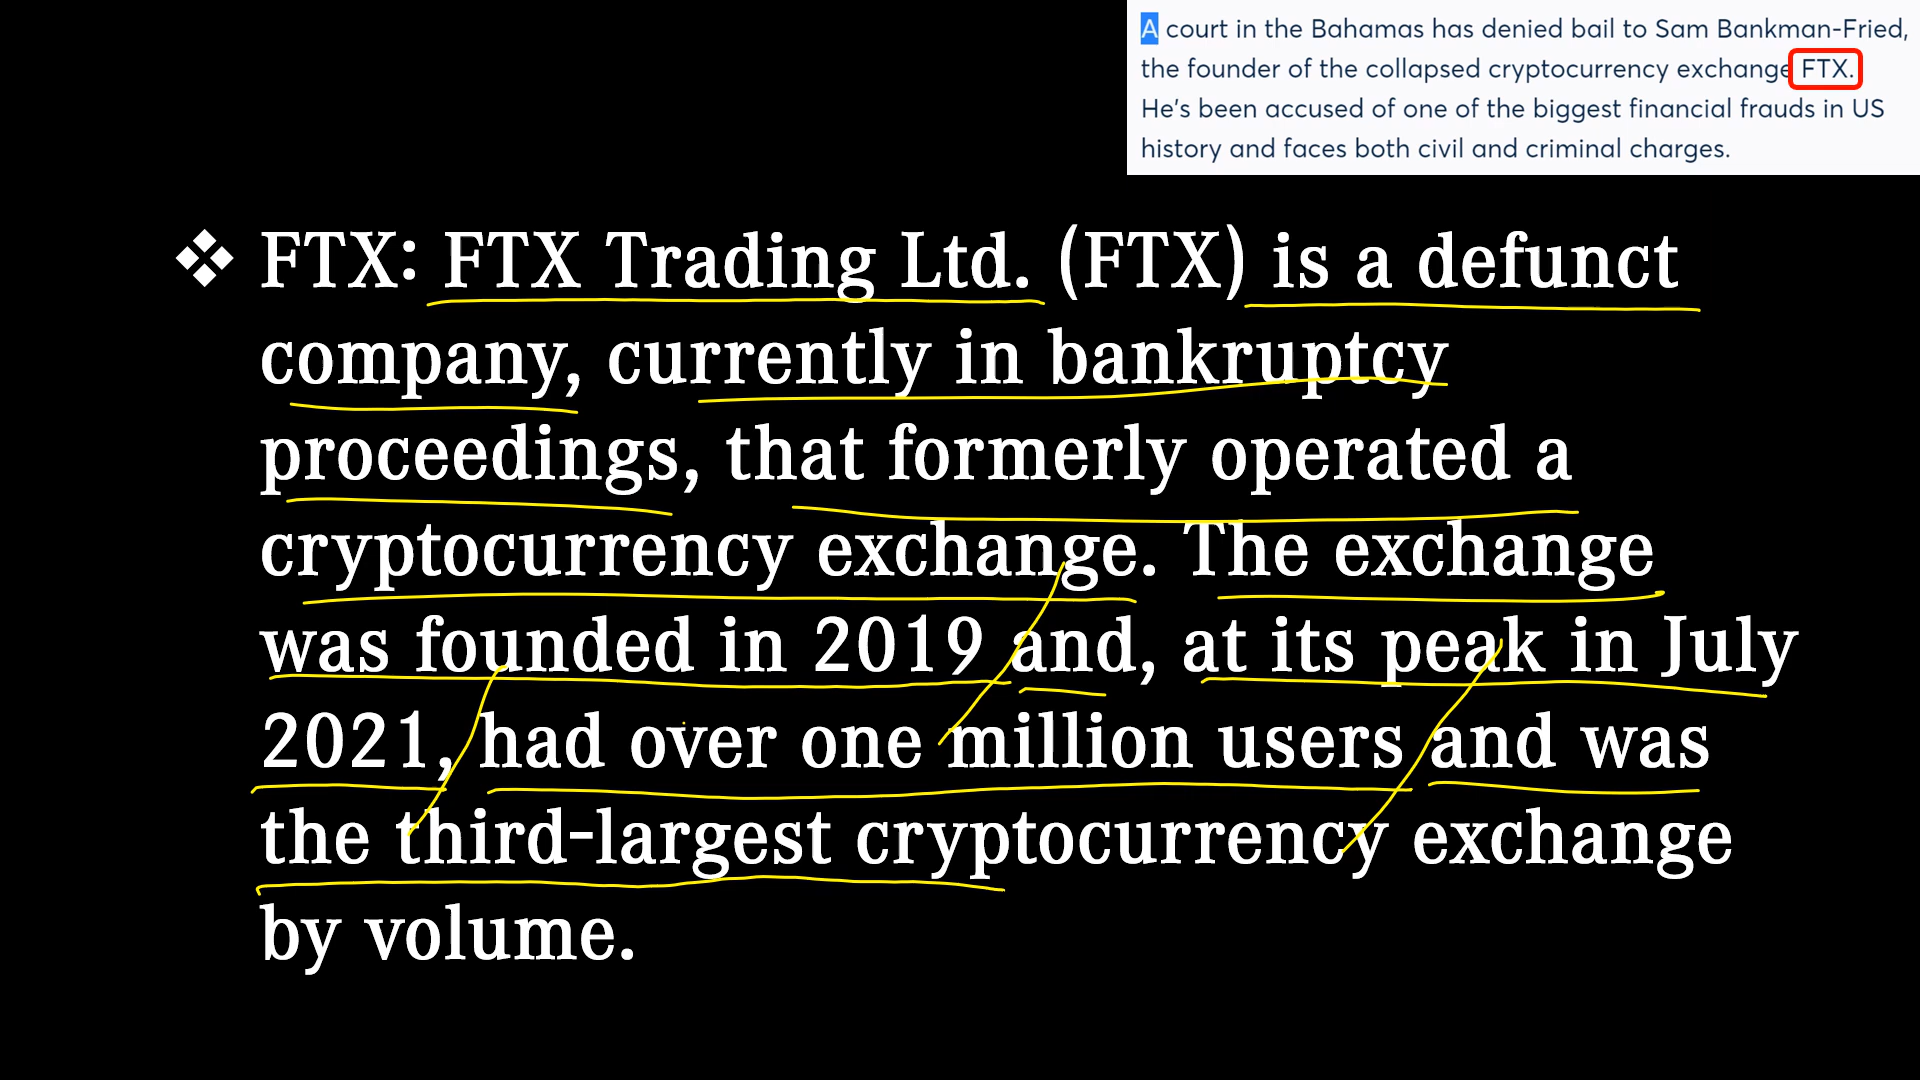 A court in the Bahamas has denied bail to Sam Bankman-Fried,
the founder of the collapsed cryptocurrency exchange FTX.
He's been accused of one of the biggest financial frauds in US
history and faces both civil and criminal charges.
❖ FTX: FTX Trading Ltd. (FTX) is a defunct
company, currently in bankruptcy
proceedings, that formerly operated a
cryptocurrency exchange. The exchange
was founded in 2019 and, at its peak in July
2021, had over one million users and was
the third-largest cryptocurrency exchange
by volume.